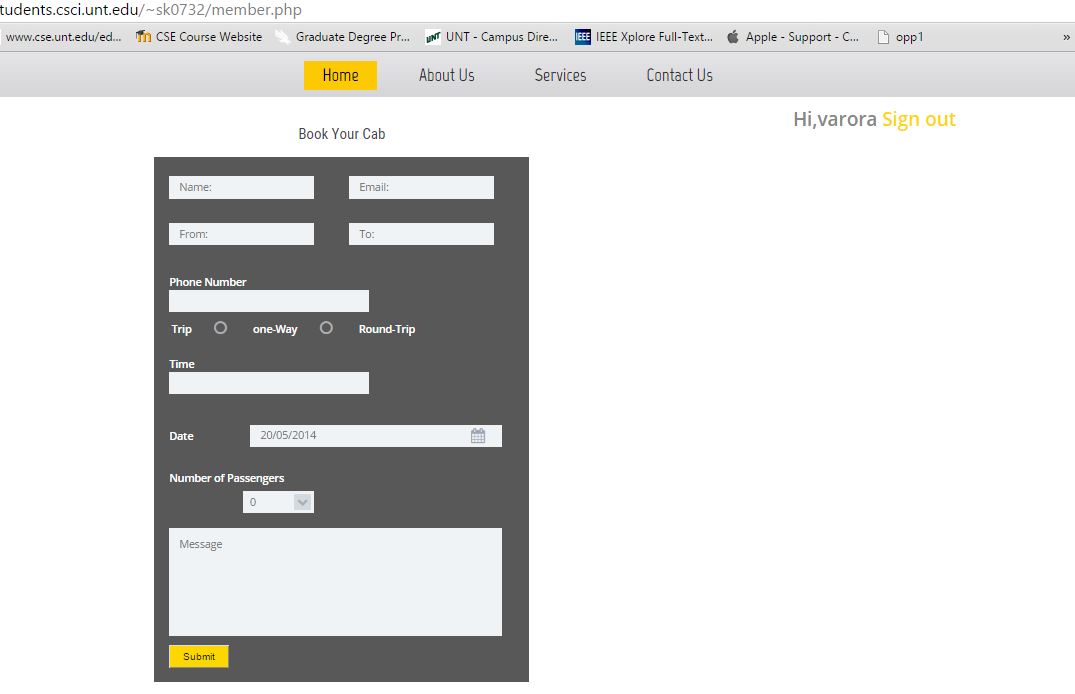 tudents.csci.unt.edu/~sk0732/member.php
www.cse.unt.edu/ed... CSE Course Website Graduate Degree Pr... UNT UNT - Campus Dire... IEEE IEEE Xplore Full-Text... Apple - Support - C... opp1 »
Home About Us Services Contact Us
Hi,varora Sign out
Book Your Cab
Name: Email:
From: To:
Phone Number
Trip one-Way Round-Trip
Time
Date 20/05/2014
Number of Passengers
0
Message
Submit